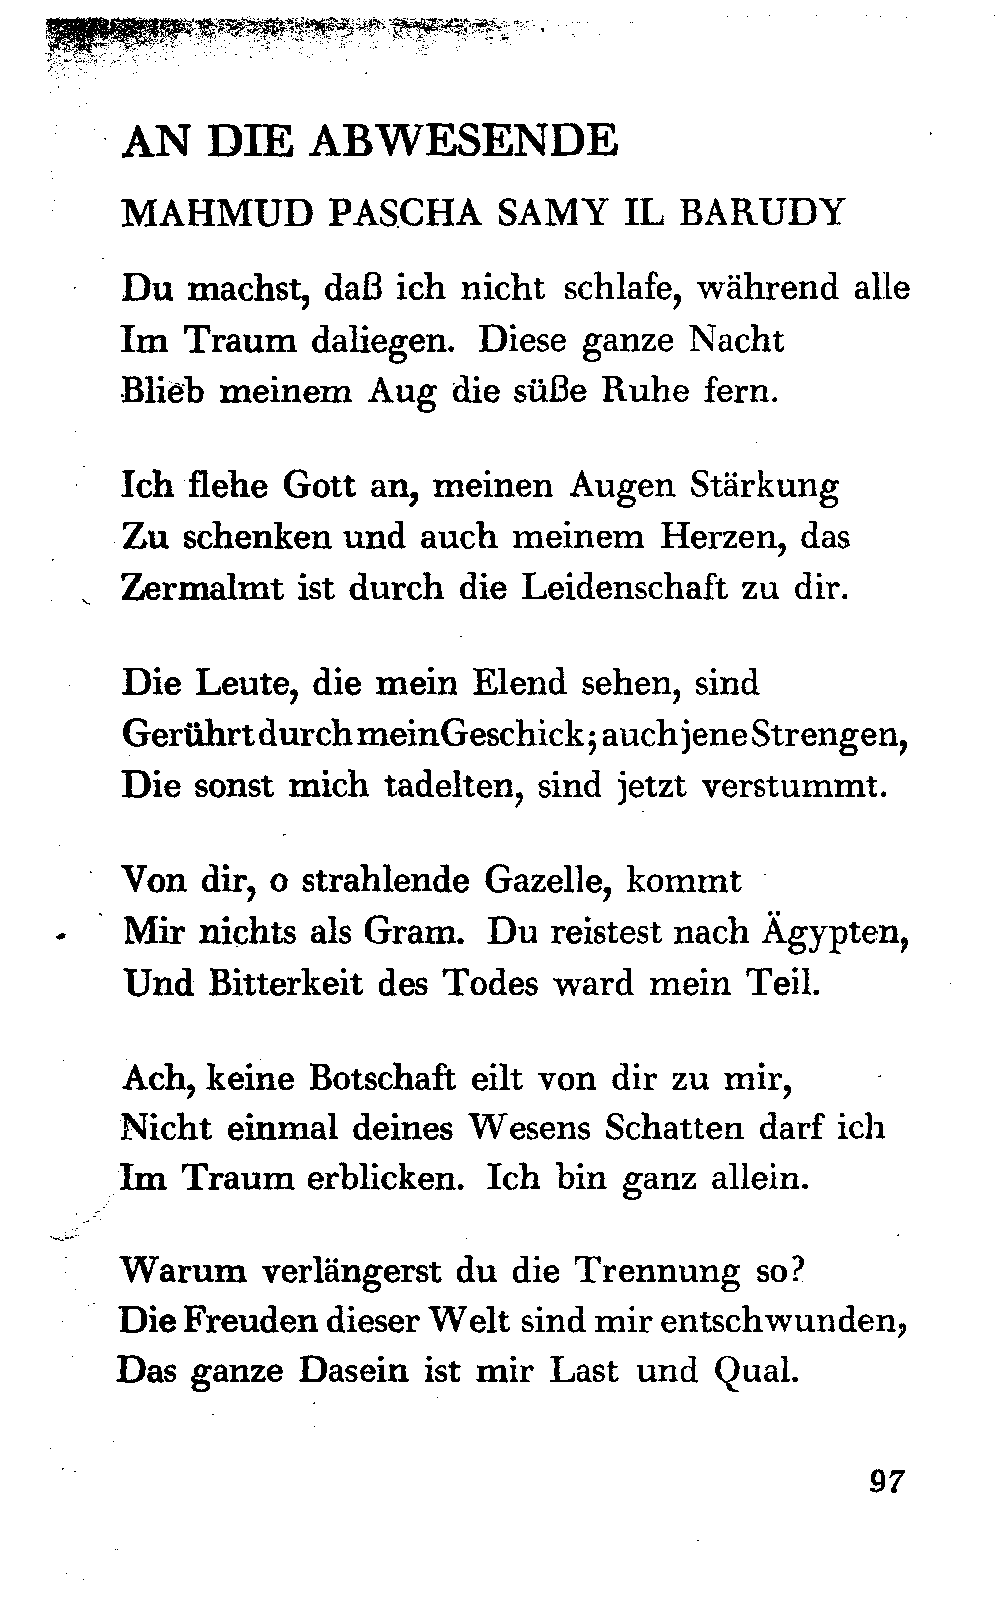 AN DIE ABWESENDE
MAHMUD PASCHA SAMY IL BARUDY
Du machst, daß ich nicht schlafe, während alle
Im Traum daliegen. Diese ganze Nacht
Blieb meinem Aug die süße Ruhe fern.
Ich flehe Gott an, meinen Augen Stärkung
Zu schenken und auch meinem Herzen, das
Zermalmt ist durch die Leidenschaft zu dir.
Die Leute, die mein Elend sehen, sind
Gerührt durch mein Geschick; auch jene Strengen,
Die sonst mich tadelten, sind jetzt verstummt.
Von dir, o strahlende Gazelle, kommt
Mir nichts als Gram. Du reistest nach Ägypten,
Und Bitterkeit des Todes ward mein Teil.
Ach, keine Botschaft eilt von dir zu mir,
Nicht einmal deines Wesens Schatten darf ich
Im Traum erblicken. Ich bin ganz allein.
Warum verlängerst du die Trennung so?
Die Freuden dieser Welt sind mir entschwunden,
Das ganze Dasein ist mir Last und Qual.
97